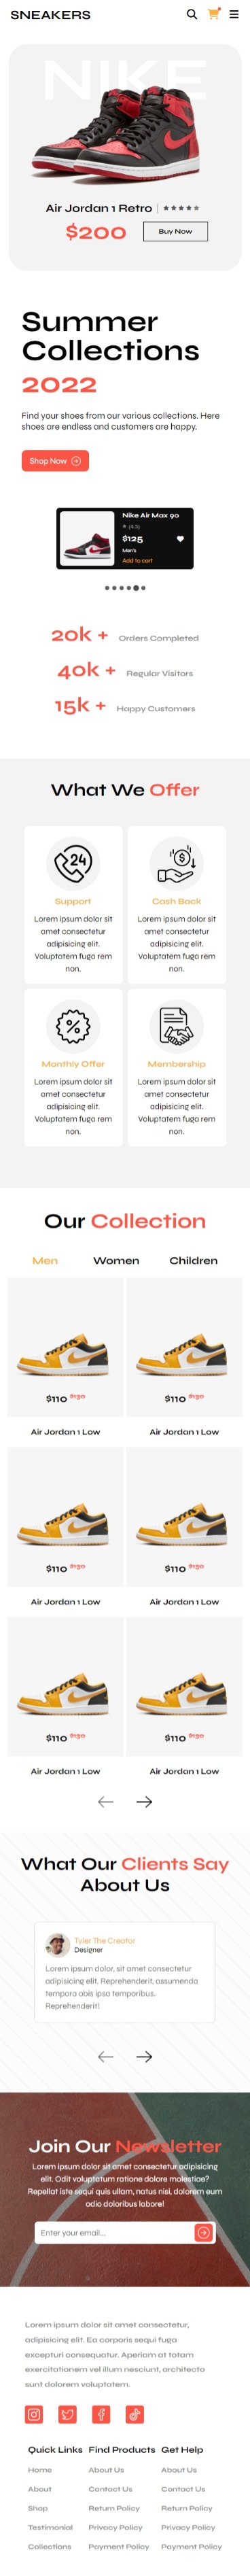 SNEAKERS
NIKE
Air Jordan 1 Retro
$200
Buy Now
Summer
Collections
2022
Find your shoes from our various collections. Here
shoes are endless and customers are happy.
Shop Now
Nike Air Max 90
(4.5)
$125
Men's
Add to cart
20k + Orders Completed
40k + Regular Visitors
15k + Happy Customers
What We Offer
24
Support
Lorem ipsum dolor sit
amet consectetur
adipisicing elit.
Voluptatem fuga rem
non.
$
Cash Back
Lorem ipsum dolor sit
amet consectetur
adipisicing elit.
Voluptatem fuga rem
non.
%
Monthly Offer
Lorem ipsum dolor sit
amet consectetur
adipisicing elit.
Voluptatem fuga rem
non.
Membership
Lorem ipsum dolor sit
amet consectetur
adipisicing elit.
Voluptatem fuga rem
non.
Our Collection
Men Women Children
$110 $130
Air Jordan 1 Low
$110 $130
Air Jordan 1 Low
$110 $130
Air Jordan 1 Low
$110 $130
Air Jordan 1 Low
$110 $130
Air Jordan 1 Low
$110 $130
Air Jordan 1 Low
What Our Clients Say
About Us
Tyler The Creator
Designer
Lorem ipsum dolor, sit amet consectetur
adipisicing elit. Reprehenderit, assumenda
tempora obis ipsa temporibus.
Reprehenderit!
Join Our Newsletter
Lorem ipsum dolor sit amet consectetur adipisicing
elit. Odit voluptatum ratione dolore molestiae?
Repellat iste sequi quis ullam, natus nisi, dolorem eum
odio doloribus labore!
Enter your email...
Lorem ipsum dolor sit amet consectetur,
adipisicing elit. Ea corporis sequi fuga
excepturi consequatur. Aperiam at totam
exercitationem vel illum nesciunt, architecto
sunt dolorem voluptatem.
Quick Links
Home
About
Shop
Testimonial
Collections
Find Products
About Us
Contact Us
Return Policy
Privacy Policy
Payment Policy
Get Help
About Us
Contact Us
Return Policy
Privacy Policy
Payment Policy